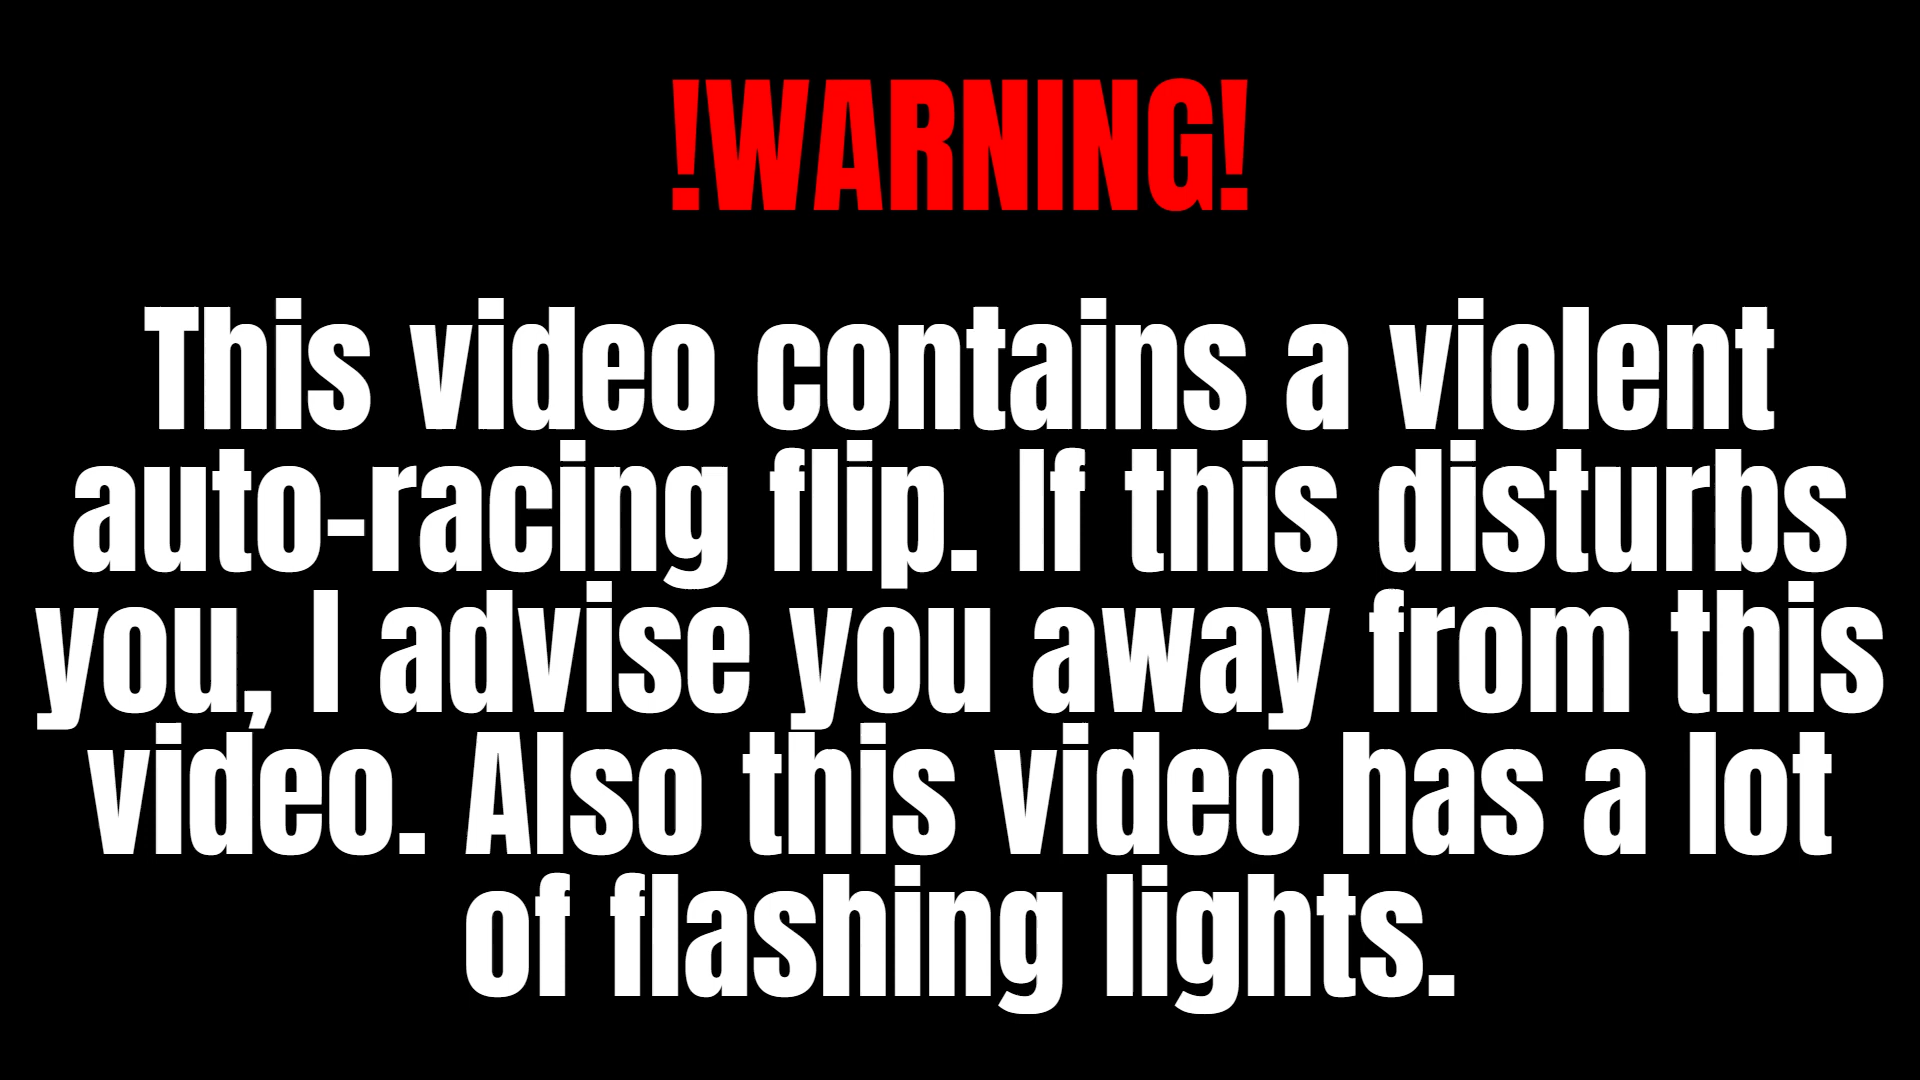 !WARNING!
This video contains a violent
auto-racing flip. If this disturbs
you, I advise you away from this
video. Also this video has a lot
of flashing lights.